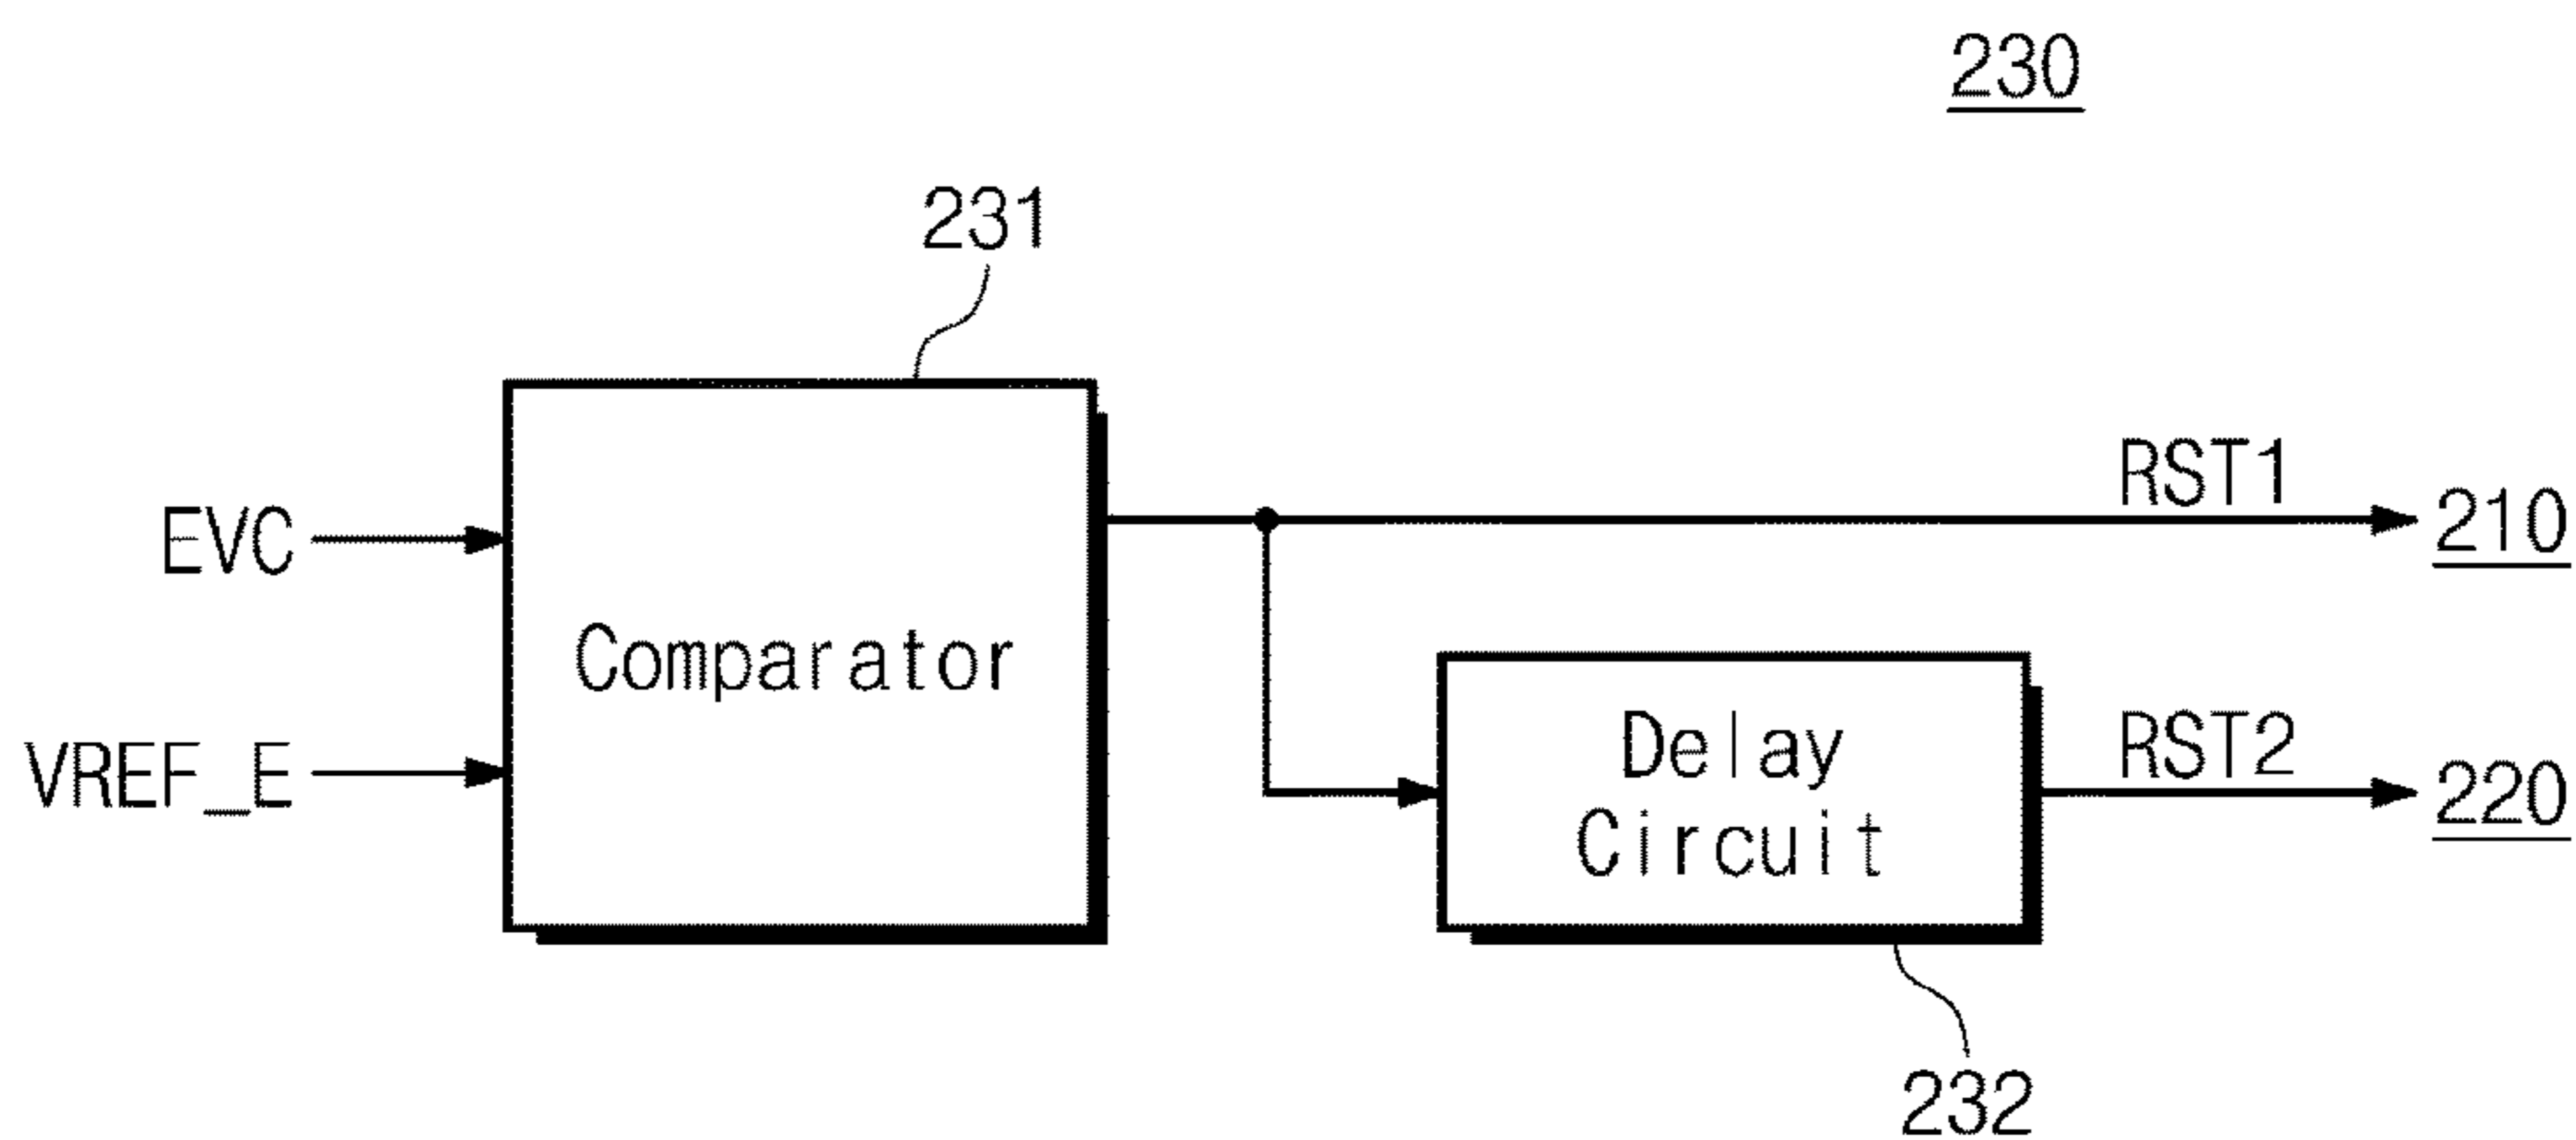 230
231
EVC
VREF_E
Comparator
RST1
210
Delay
Circuit
RST2
220
232